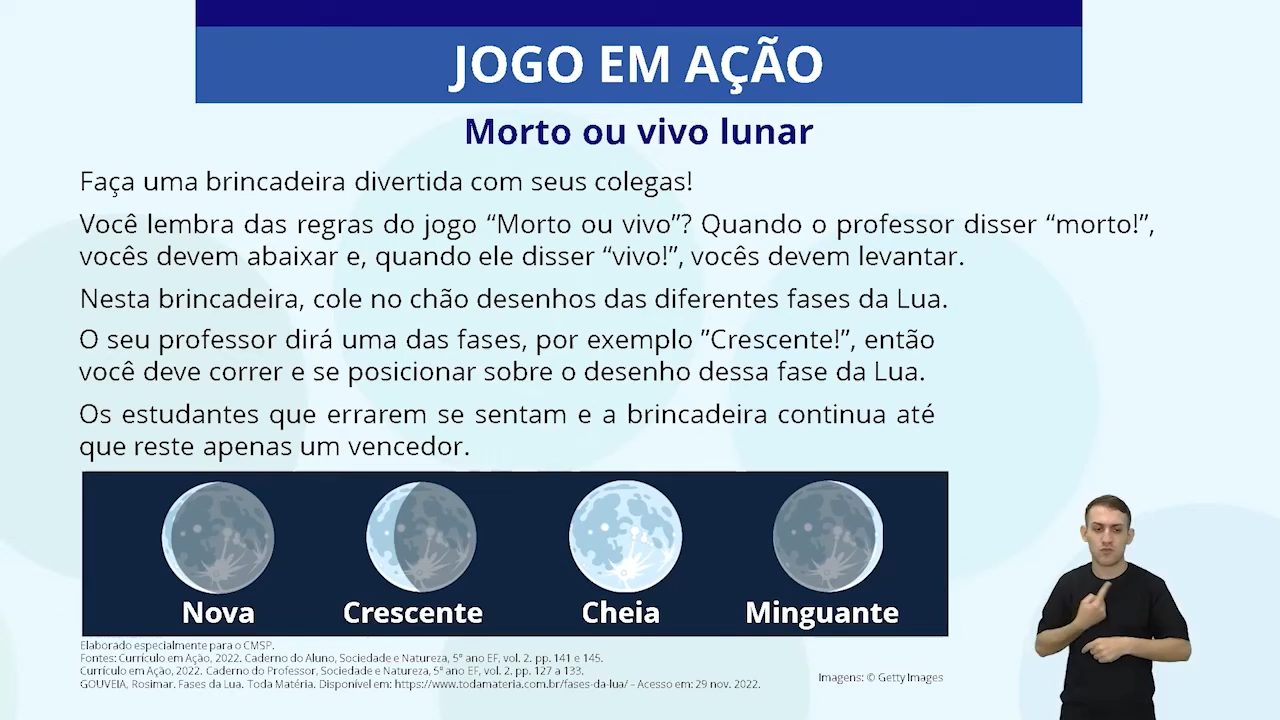 JOGO EM AÇÃO
Morto ou vivo lunar
Faça uma brincadeira divertida com seus colegas!
Você lembra das regras do jogo “Morto ou vivo”? Quando o professor disser “morto!”,
vocês devem abaixar e, quando ele disser “vivo!”, vocês devem levantar.
Nesta brincadeira, cole no chão desenhos das diferentes fases da Lua.
O seu professor dirá uma das fases, por exemplo ”Crescente!”, então
você deve correr e se posicionar sobre o desenho dessa fase da Lua.
Os estudantes que errarem se sentam e a brincadeira continua até
que reste apenas um vencedor.
Nova Crescente Cheia Minguante
Elaborado especialmente para o CMSP.
Fontes: Currículo em Ação, 2022. Caderno do Aluno, Sociedade e Natureza, 5º ano EF, vol. 2. pp. 141 e 145.
Currículo em Ação, 2022. Caderno do Professor, Sociedade e Natureza, 5º ano EF, vol. 2. pp. 127 a 133.
GOUVEIA, Rosimar. Fases da Lua. Toda Matéria. Disponível em: https://www.todamateria.com.br/fases-da-lua/ – Acesso em: 29 nov. 2022.
Imagens: © Getty Images